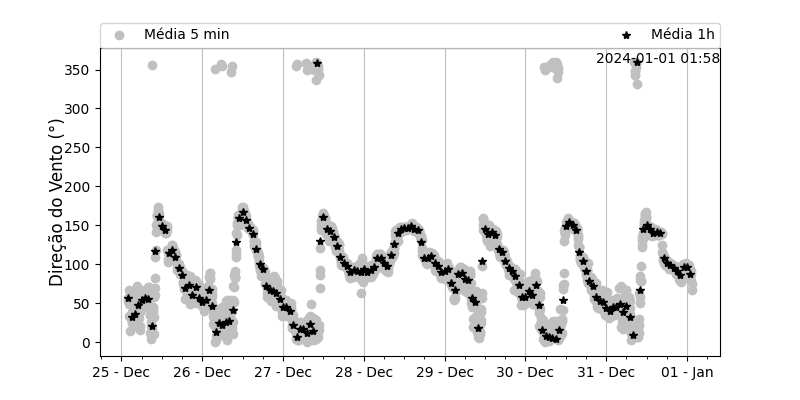 Média 5 min
Média 1h
2024-01-01 01:58
Direção do Vento (°)
350
300
250
200
150
100
50
0
25 - Dec
26 - Dec
27 - Dec
28 - Dec
29 - Dec
30 - Dec
31 - Dec
01 - Jan